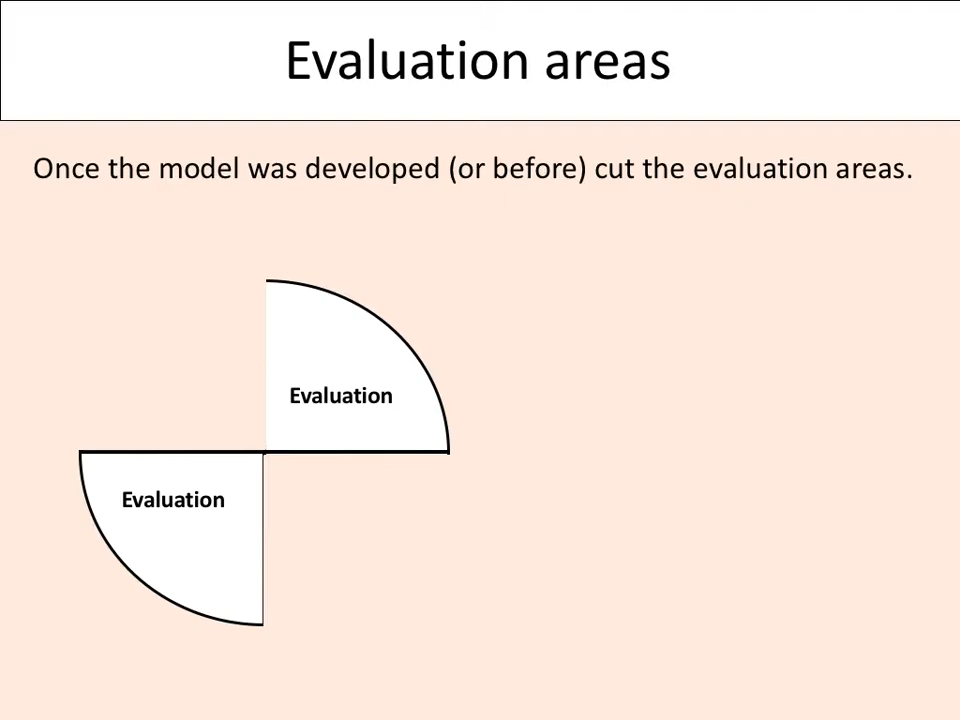 Evaluation areas
Once the model was developed (or before) cut the evaluation areas.
Evaluation
Evaluation